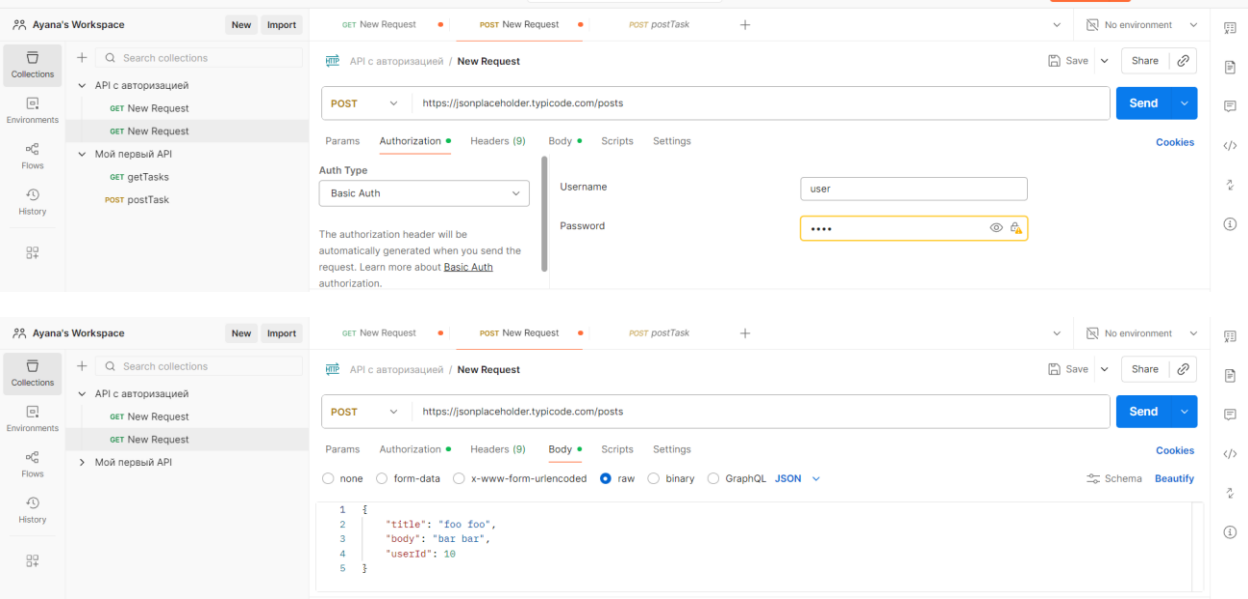 Ayana's Workspace New Import GET New Request POST New Request POST postTask No environment
Collections Search collections API с авторизацией / New Request Save Share
API с авторизацией
GET New Request POST https://jsonplaceholder.typicode.com/posts Send
Environments GET New Request
Мой первый API Params Authorization Headers (9) Body Scripts Settings Cookies
Flows GET getTasks Auth Type
History POST postTask Basic Auth Username user
The authorization header will Password ••••
automatically generated when you send the
request. Learn more about Basic Auth
authorization.
Ayana's Workspace New Import GET New Request POST New Request POST postTask No environment
Collections Search collections API с авторизацией / New Request Save Share
API с авторизацией
GET New Request POST https://jsonplaceholder.typicode.com/posts Send
Environments GET New Request
Мой первый API Params Authorization Headers (9) Body Scripts Settings Cookies
Flows none form-data x-www-form-urlencoded raw binary GraphQL JSON Schema Beautify
History 1 {
2 "title": "foo foo",
3 "body": "bar bar",
4 "userId": 10
5 }